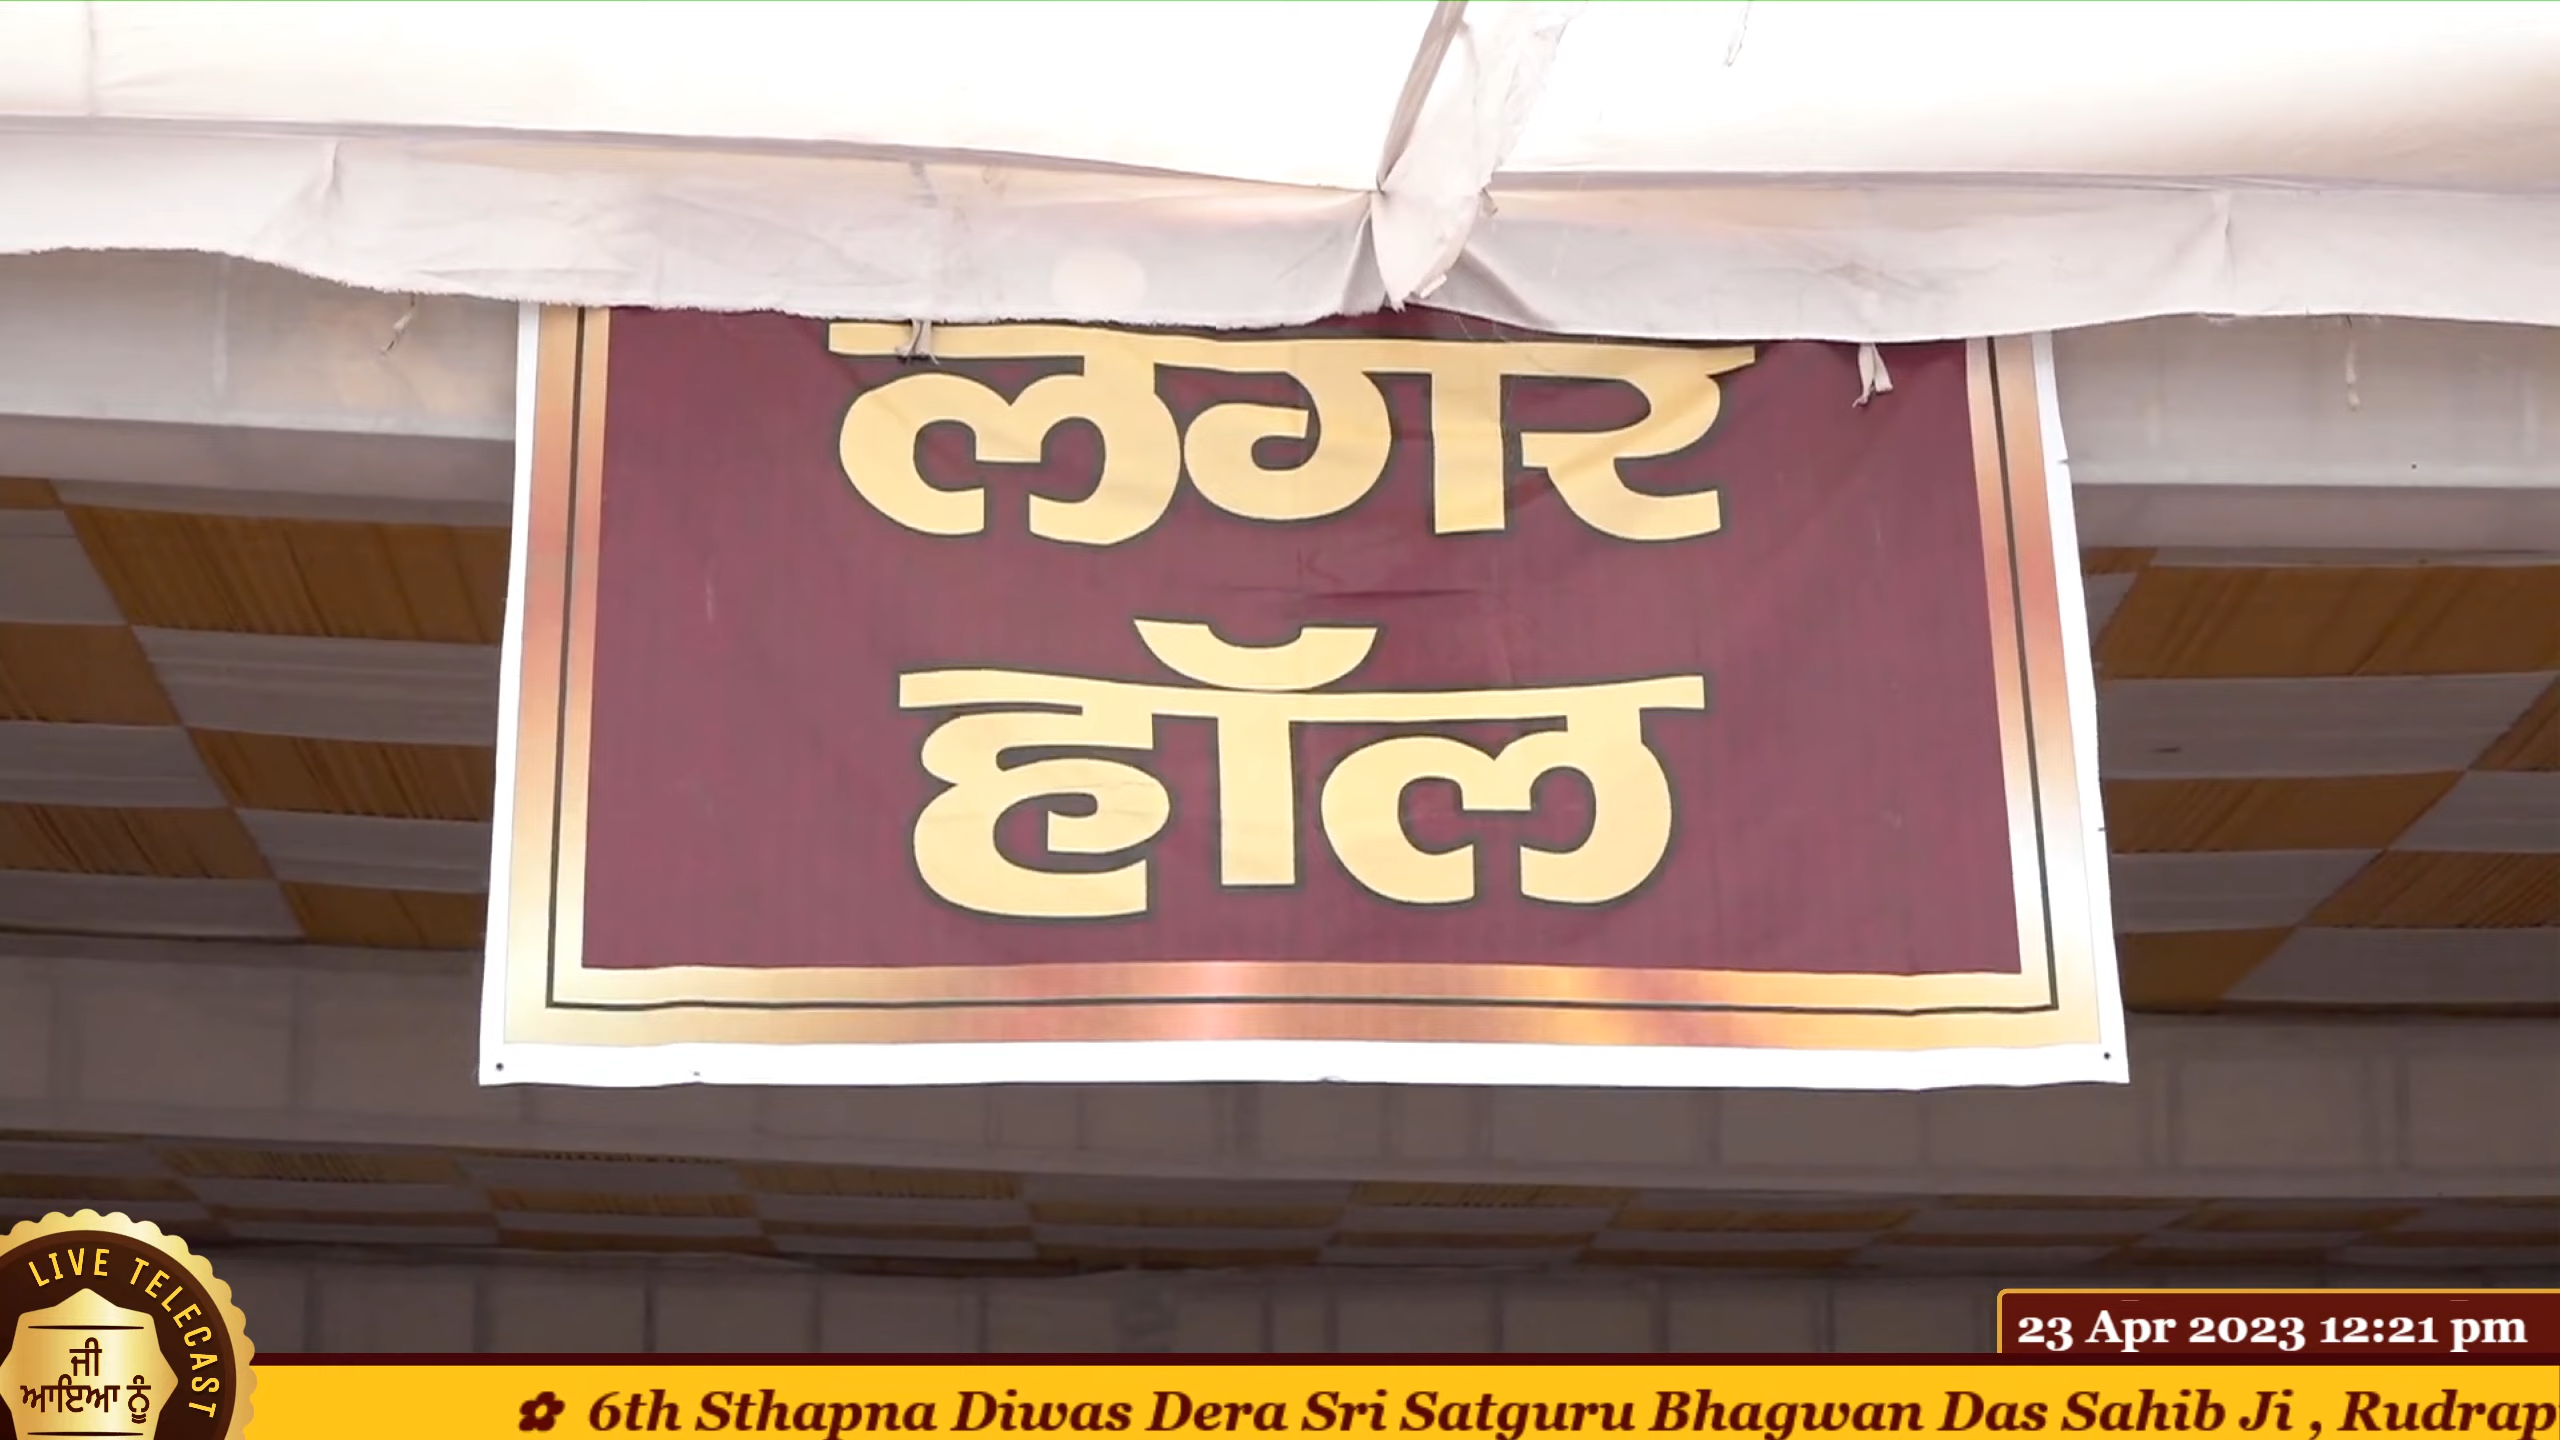 लगर
हॉल
LIVE TELECAST
ਜੀ
ਆਇਆ ਨੂੰ
23 Apr 2023 12:21 pm
✿ 6th Sthapna Diwas Dera Sri Satguru Bhagwan Das Sahib Ji , Rudrap